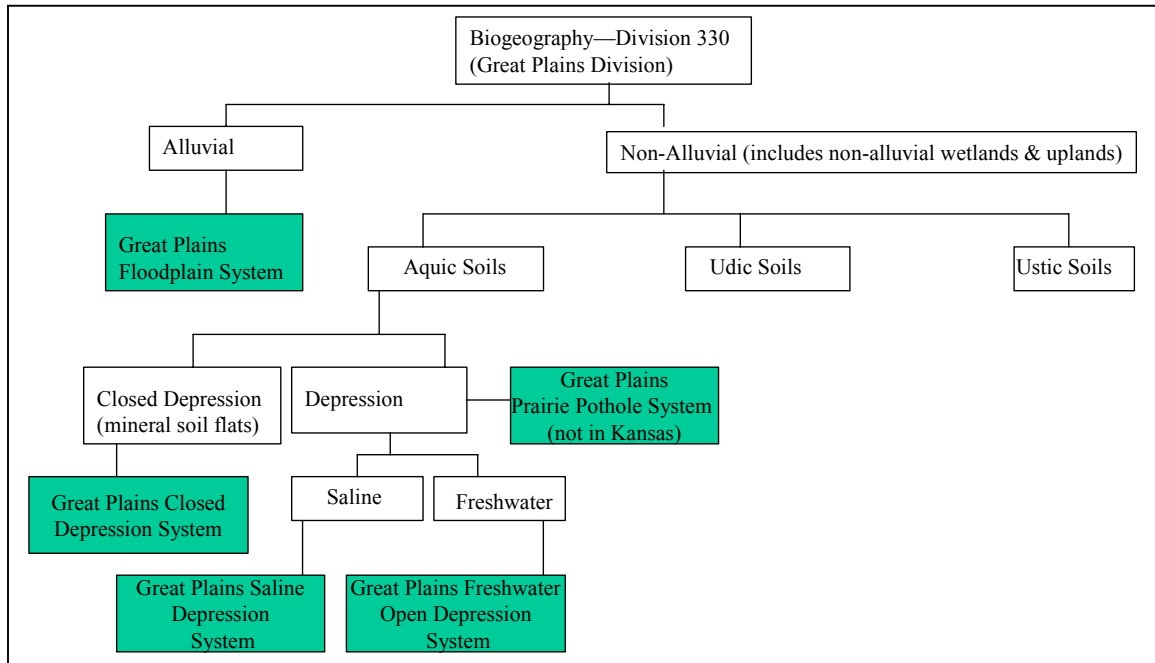 Biogeography—Division 330
(Great Plains Division)
Alluvial
Non-Alluvial (includes non-alluvial wetlands & uplands)
Great Plains
Floodplain System
Aquic Soils
Udic Soils
Ustic Soils
Closed Depression
(mineral soil flats)
Depression
Great Plains
Prairie Pothole System
(not in Kansas)
Great Plains Closed
Depression System
Saline
Freshwater
Great Plains Saline
Depression
System
Great Plains Freshwater
Open Depression
System